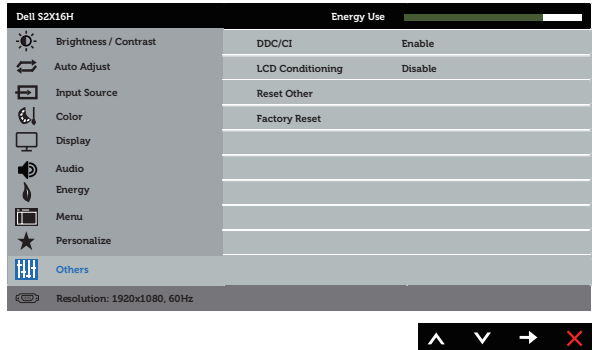 Dell S2X16H Energy Use
Brightness / Contrast
Auto Adjust
Input Source
Color
Display
Audio
Energy
Menu
Personalize
Others
DDC/CI Enable
LCD Conditioning Disable
Reset Other
Factory Reset
Resolution: 1920x1080, 60Hz